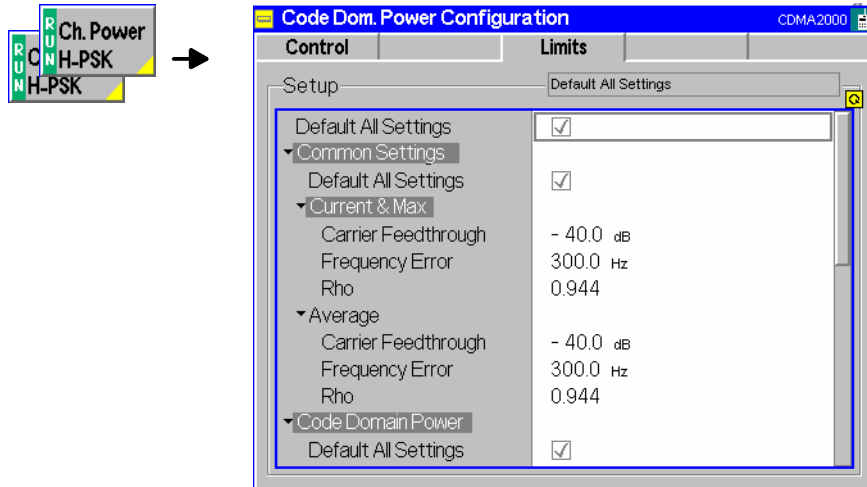 RUN Ch. Power
H-PSK
RUN C
H-PSK
Code Dom. Power Configuration CDMA2000
Control Limits
Setup Default All Settings
Default All Settings
Common Settings
Default All Settings
Current & Max
Carrier Feedthrough - 40.0 dB
Frequency Error 300.0 Hz
Rho 0.944
Average
Carrier Feedthrough - 40.0 dB
Frequency Error 300.0 Hz
Rho 0.944
Code Domain Power
Default All Settings